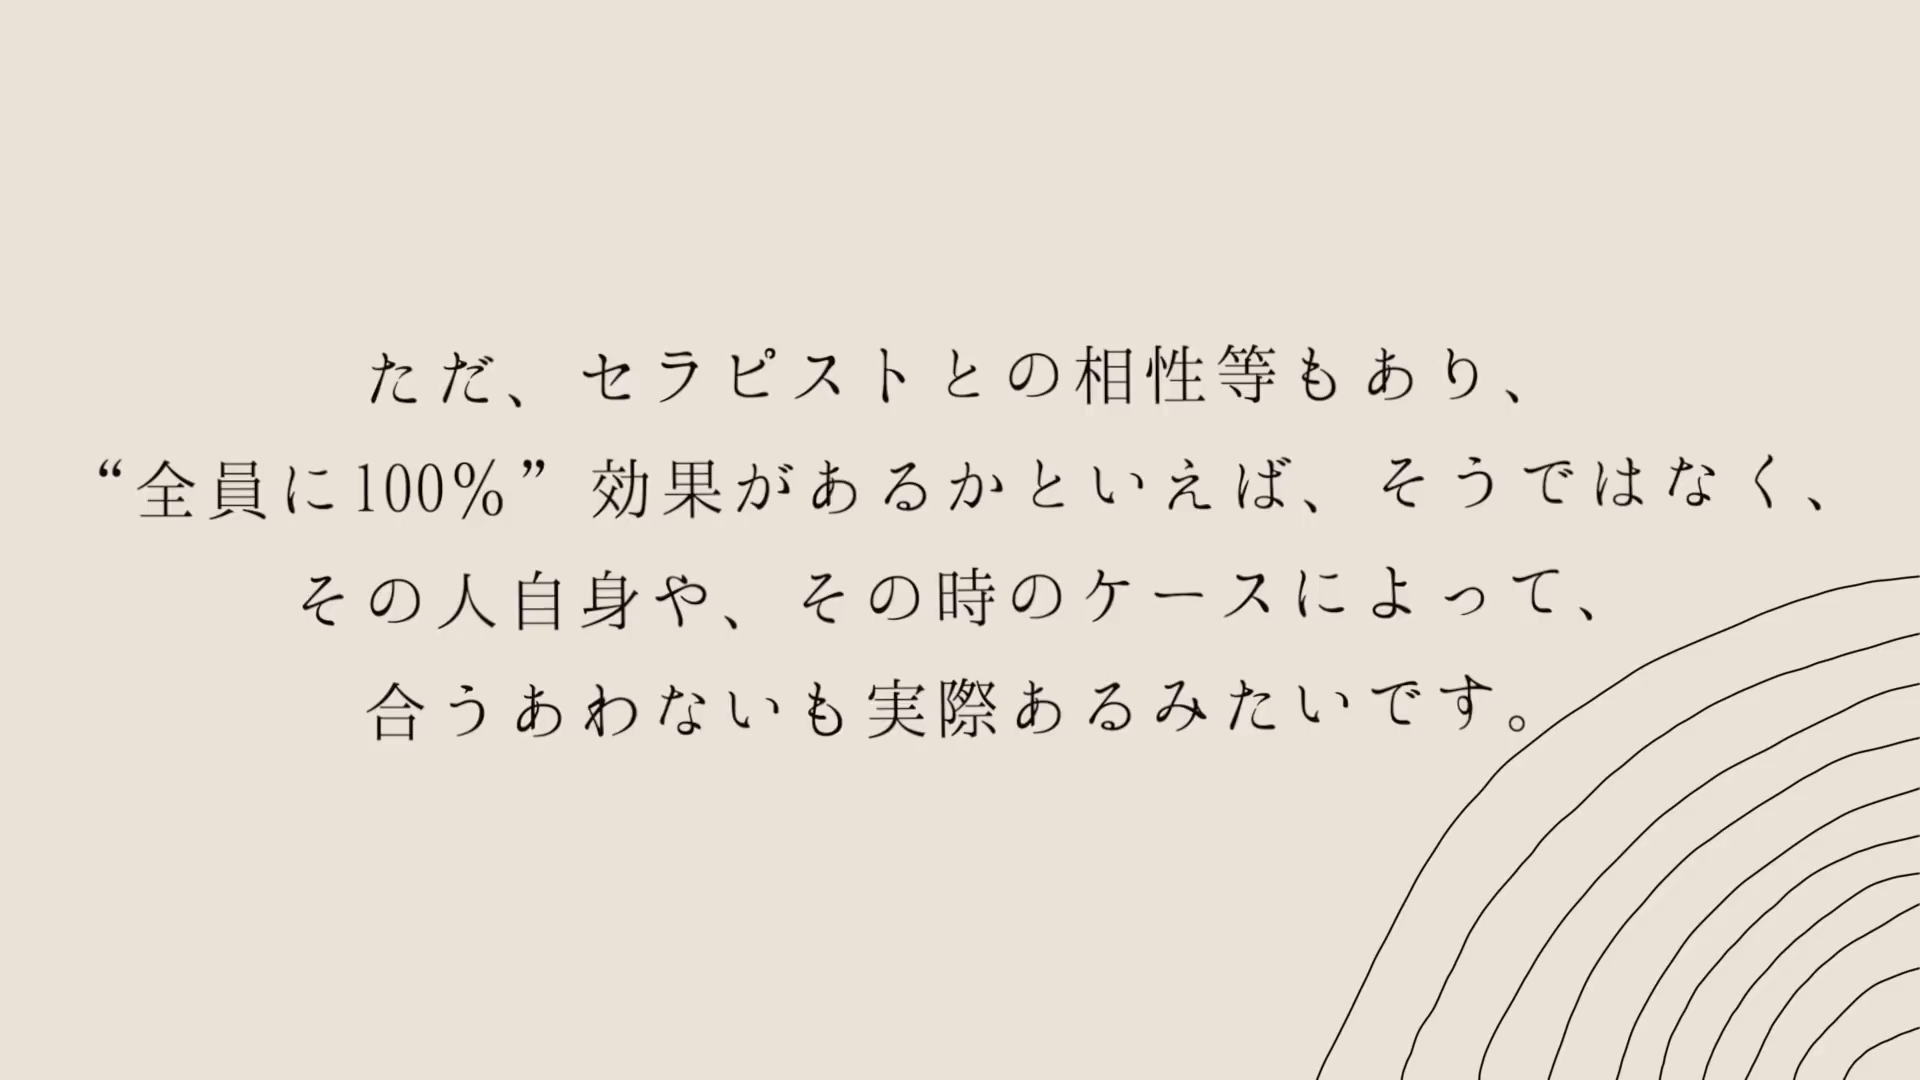 ただ、セラピストとの相性等もあり、
“全員に100%” 効果があるかといえば、そうではなく、
その人自身や、その時のケースによって、
合うあわないも実際あるみたいです。